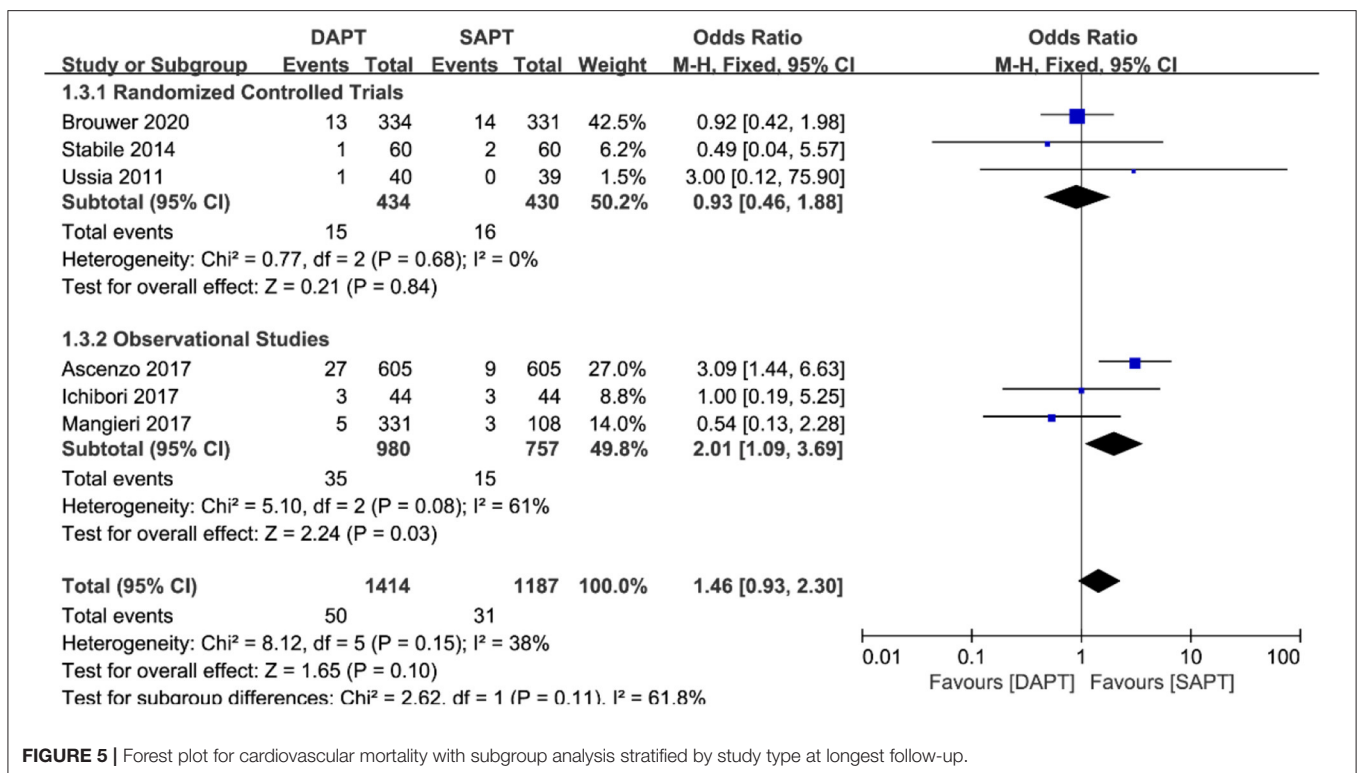 DAPT SAPT Odds Ratio Odds Ratio
Study or Subgroup Events Total Events Total Weight M-H, Fixed, 95% CI M-H, Fixed, 95% CI
1.3.1 Randomized Controlled Trials
Brouwer 2020 13 334 14 331 42.5% 0.92 [0.42, 1.98]
Stabile 2014 1 60 2 60 6.2% 0.49 [0.04, 5.57]
Ussia 2011 1 40 0 39 1.5% 3.00 [0.12, 75.90]
Subtotal (95% CI) 434 430 50.2% 0.93 [0.46, 1.88]
Total events 15 16
Heterogeneity: Chi² = 0.77, df = 2 (P = 0.68); I² = 0%
Test for overall effect: Z = 0.21 (P = 0.84)
1.3.2 Observational Studies
Ascenzo 2017 27 605 9 605 27.0% 3.09 [1.44, 6.63]
Ichibori 2017 3 44 3 44 8.8% 1.00 [0.19, 5.25]
Mangieri 2017 5 331 3 108 14.0% 0.54 [0.13, 2.28]
Subtotal (95% CI) 980 757 49.8% 2.01 [1.09, 3.69]
Total events 35 15
Heterogeneity: Chi² = 5.10, df = 2 (P = 0.08); I² = 61%
Test for overall effect: Z = 2.24 (P = 0.03)
Total (95% CI) 1414 1187 100.0% 1.46 [0.93, 2.30]
Total events 50 31
Heterogeneity: Chi² = 8.12, df = 5 (P = 0.15); I² = 38%
Test for overall effect: Z = 1.65 (P = 0.10)
Test for subgroup differences: Chi² = 2.62, df = 1 (P = 0.11), I² = 61.8%
0.01 0.1 1 10 100
Favours [DAPT] Favours [SAPT]
FIGURE 5 | Forest plot for cardiovascular mortality with subgroup analysis stratified by study type at longest follow-up.